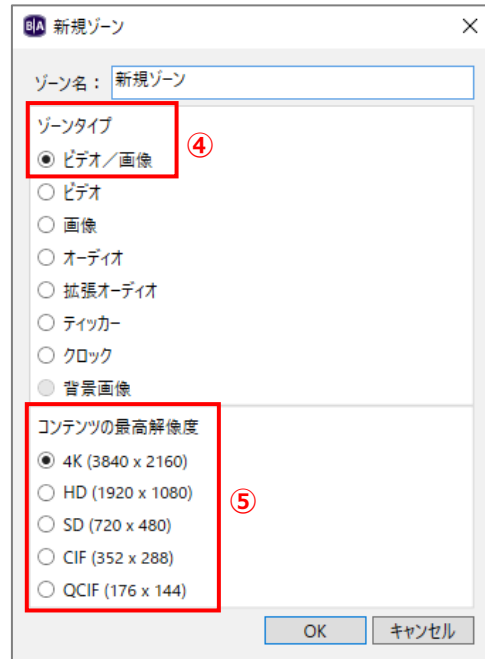 B|A 新規ゾーン
ゾーン名： 新規ゾーン
ゾーンタイプ
④
ビデオ／画像
ビデオ
画像
オーディオ
拡張オーディオ
ティッカー
クロック
背景画像
コンテンツの最高解像度
4K (3840 x 2160)
HD (1920 x 1080)
⑤
SD (720 x 480)
CIF (352 x 288)
QCIF (176 x 144)
OK キャンセル